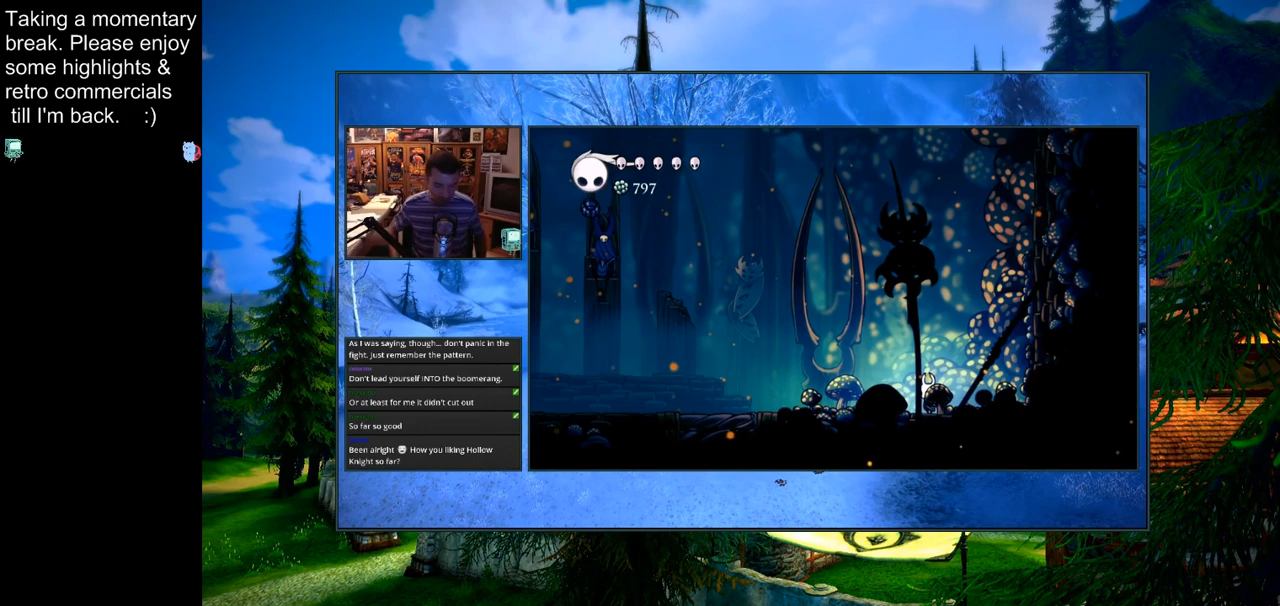 Taking a momentary
break. Please enjoy
some highlights &
retro commercials
till I'm back. :)
797
As I was saying, though... don't panic in the
fight. Just remember the pattern.
Don't lead yourself INTO the boomerang.
Or at least for me it didn't cut out
So far so good
Been alright How you liking Hollow
Knight so far?